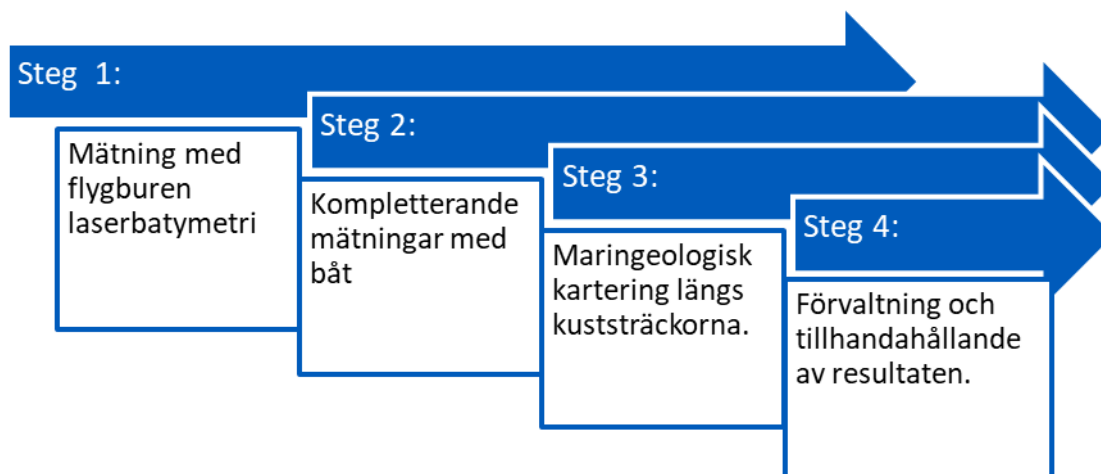 Steg 1:
Mätning med
flygburen
laserbatymetri
Steg 2:
Kompletterande
mätningar med
båt
Steg 3:
Maringeologisk
kartering längs
kuststräckorna.
Steg 4:
Förvaltning och
tillhandahållande
av resultaten.